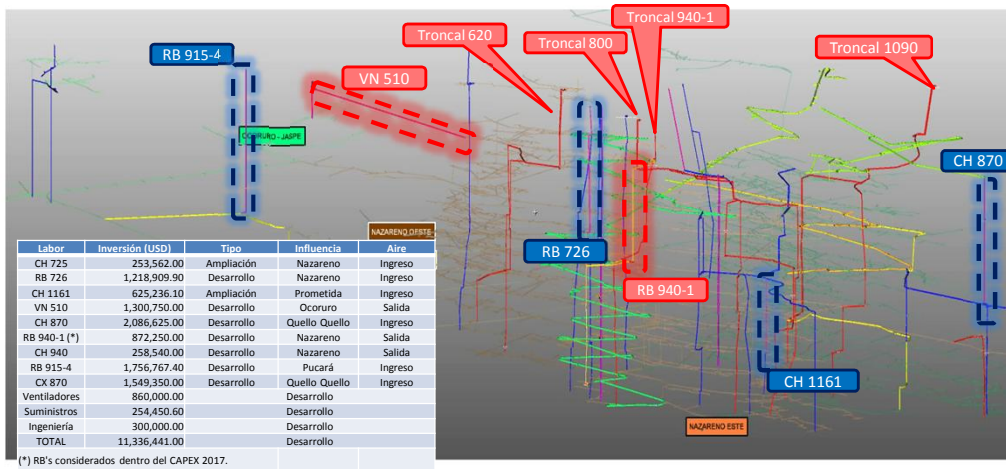 Troncal 940-1
Troncal 620
Troncal 800
Troncal 1090
RB 915-4
VN 510
CH 870
NAZARENO OESTE
RB 726
RB 940-1
CH 1161
NAZARENO ESTE
Labor Inversión (USD) Tipo Influencia Aire
CH 725 253,562.00 Ampliación Nazareno Ingreso
RB 726 1,218,909.90 Desarrollo Nazareno Ingreso
CH 1161 625,236.10 Ampliación Prometida Ingreso
VN 510 1,300,750.00 Desarrollo Ocoruro Salida
CH 870 2,086,625.00 Desarrollo Quello Quello Ingreso
RB 940-1 (*) 872,250.00 Desarrollo Nazareno Salida
CH 940 258,540.00 Desarrollo Nazareno Salida
RB 915-4 1,756,767.40 Desarrollo Pucará Ingreso
CX 870 1,549,350.00 Desarrollo Quello Quello Ingreso
Ventiladores 860,000.00 Desarrollo
Suministros 254,450.60 Desarrollo
Ingeniería 300,000.00 Desarrollo
TOTAL 11,336,441.00 Desarrollo
(*) RB's considerados dentro del CAPEX 2017.